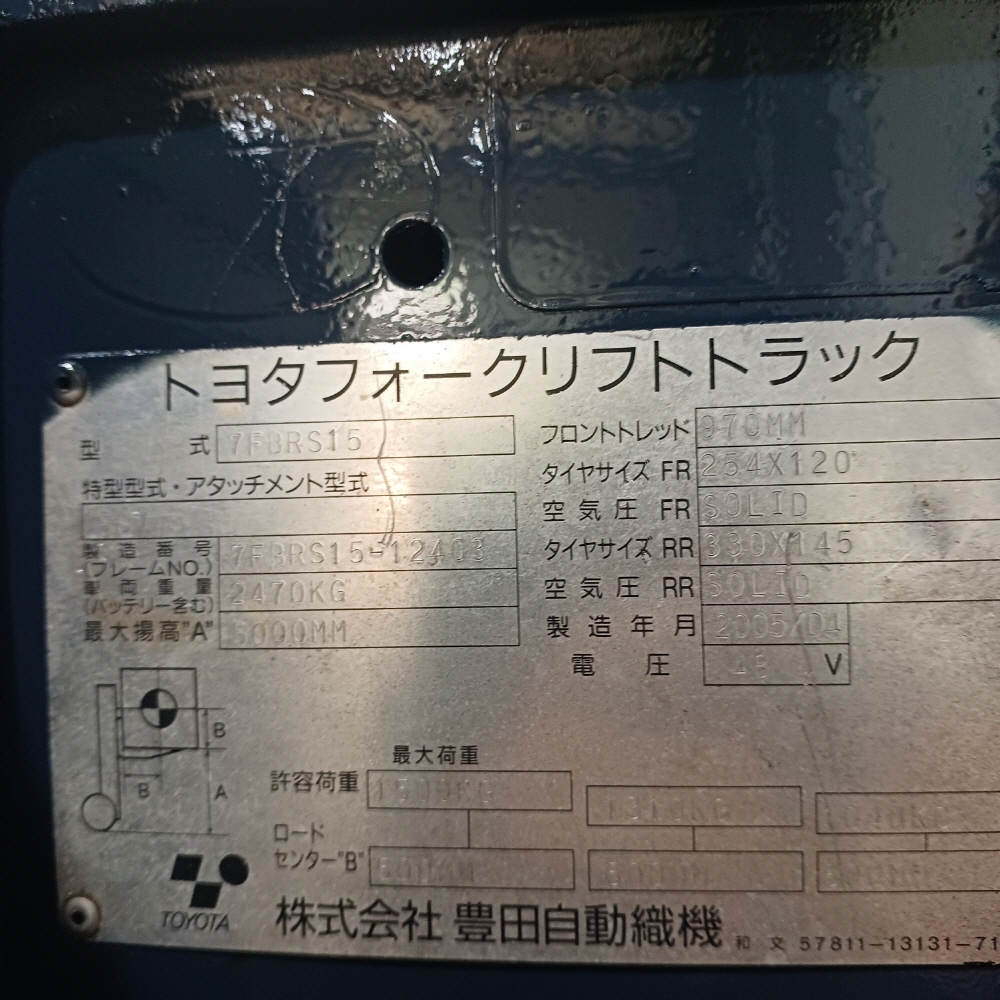 トヨタフォークリフトトラック
型 式 7FBRS15
特型型式・アタッチメント型式
製造番号 7FBRS15-12403
(フレームNO.)
車両重量 2470KG
(バッテリー含む)
最大揚高"A" 5000MM
フロントトレッド 970MM
タイヤサイズ FR 254X120
空気圧 FR SOLID
タイヤサイズ RR 330X145
空気圧 RR SOLID
製造年月 2005/04
電圧 48 V
B
B
A
最大荷重
許容荷重 1500KG
ロード
センター"B"
TOYOTA
株式会社 豊田自動織機 和文 57811-13131-71